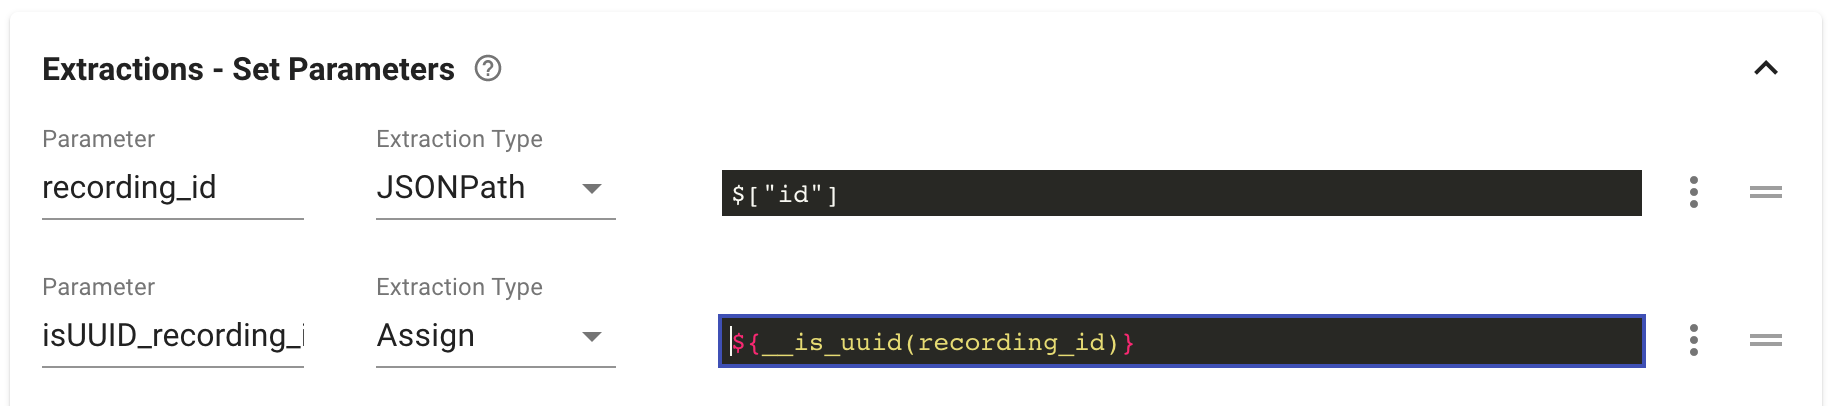 Extractions - Set Parameters ?
Parameter Extraction Type
recording_id JSONPath $["id"]
Parameter Extraction Type
isUUID_recording_i Assign ${__is_uuid(recording_id)}